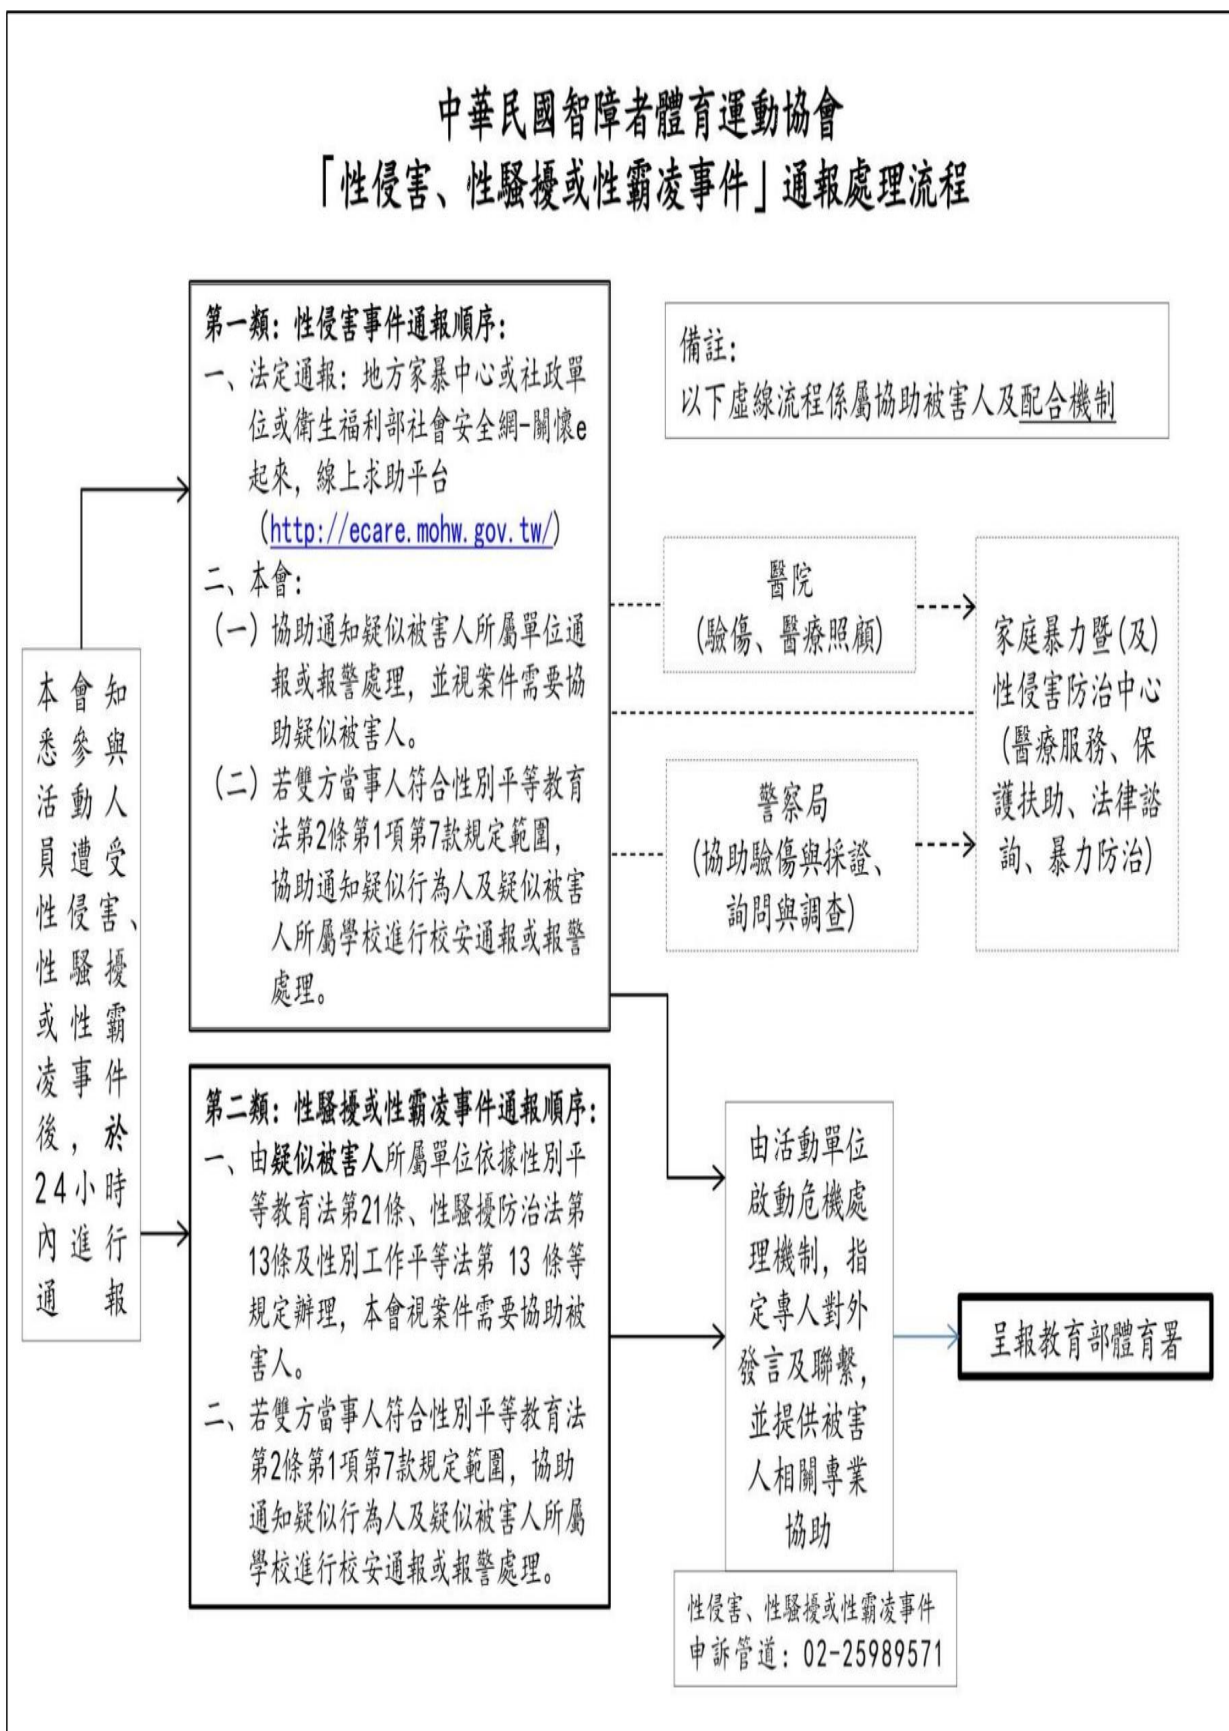 中華民國智障者體育運動協會
「性侵害、性騷擾或性霸凌事件」通報處理流程
本會知
悉參與
活動人
員遭受
性侵害、
性騷擾
或性霸
凌事件
後，於
24小時
內進行
通報
第一類：性侵害事件通報順序：
一、法定通報：地方家暴中心或社政單
位或衛生福利部社會安全網-關懷e
起來，線上求助平台
(http://ecare.mohw.gov.tw/)
二、本會：
(一)協助通知疑似被害人所屬單位通
報或報警處理，並視案件需要協
助疑似被害人。
(二)若雙方當事人符合性別平等教育
法第2條第1項第7款規定範圍，
協助通知疑似行為人及疑似被害
人所屬學校進行校安通報或報警
處理。
第二類：性騷擾或性霸凌事件通報順序：
一、由疑似被害人所屬單位依據性別平
等教育法第21條、性騷擾防治法第
13條及性別工作平等法第 13 條等
規定辦理，本會視案件需要協助被
害人。
二、若雙方當事人符合性別平等教育法
第2條第1項第7款規定範圍，協助
通知疑似行為人及疑似被害人所屬
學校進行校安通報或報警處理。
備註：
以下虛線流程係屬協助被害人及配合機制
醫院
(驗傷、醫療照顧)
警察局
(協助驗傷與採證、
詢問與調查)
家庭暴力暨(及)
性侵害防治中心
(醫療服務、保
護扶助、法律諮
詢、暴力防治)
由活動單位
啟動危機處
理機制，指
定專人對外
發言及聯繫，
並提供被害
人相關專業
協助
呈報教育部體育署
性侵害、性騷擾或性霸凌事件
申訴管道：02-25989571